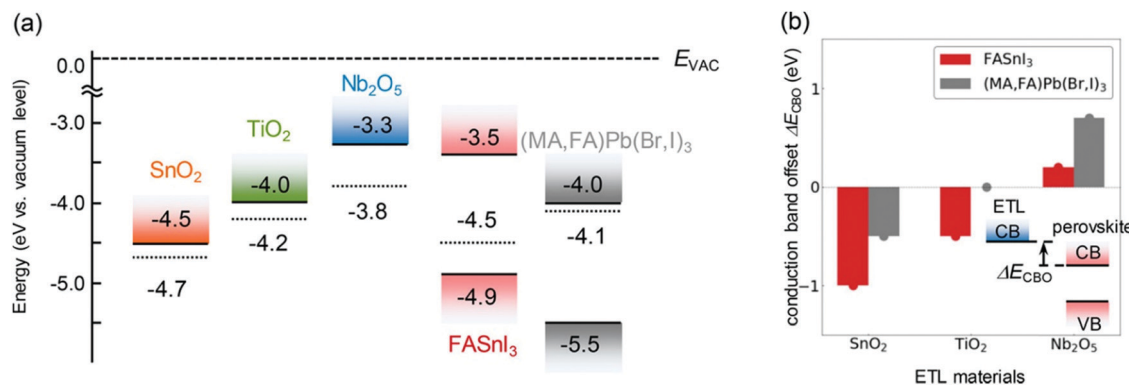 (a)
(b)
Energy (eV vs. vacuum level)
0.0
-3.0
-4.0
-5.0
E_VAC
SnO₂
-4.5
-4.7
TiO₂
-4.0
-4.2
Nb₂O₅
-3.3
-3.8
-3.5
-4.5
-4.9
FASnI₃
(MA,FA)Pb(Br,I)₃
-4.0
-4.1
-5.5
conduction band offset ΔE_CBO (eV)
1
0
−1
FASnI₃
(MA,FA)Pb(Br,I)₃
ETL
CB
perovskite
CB
ΔE_CBO
VB
SnO₂ TiO₂ Nb₂O₅
ETL materials